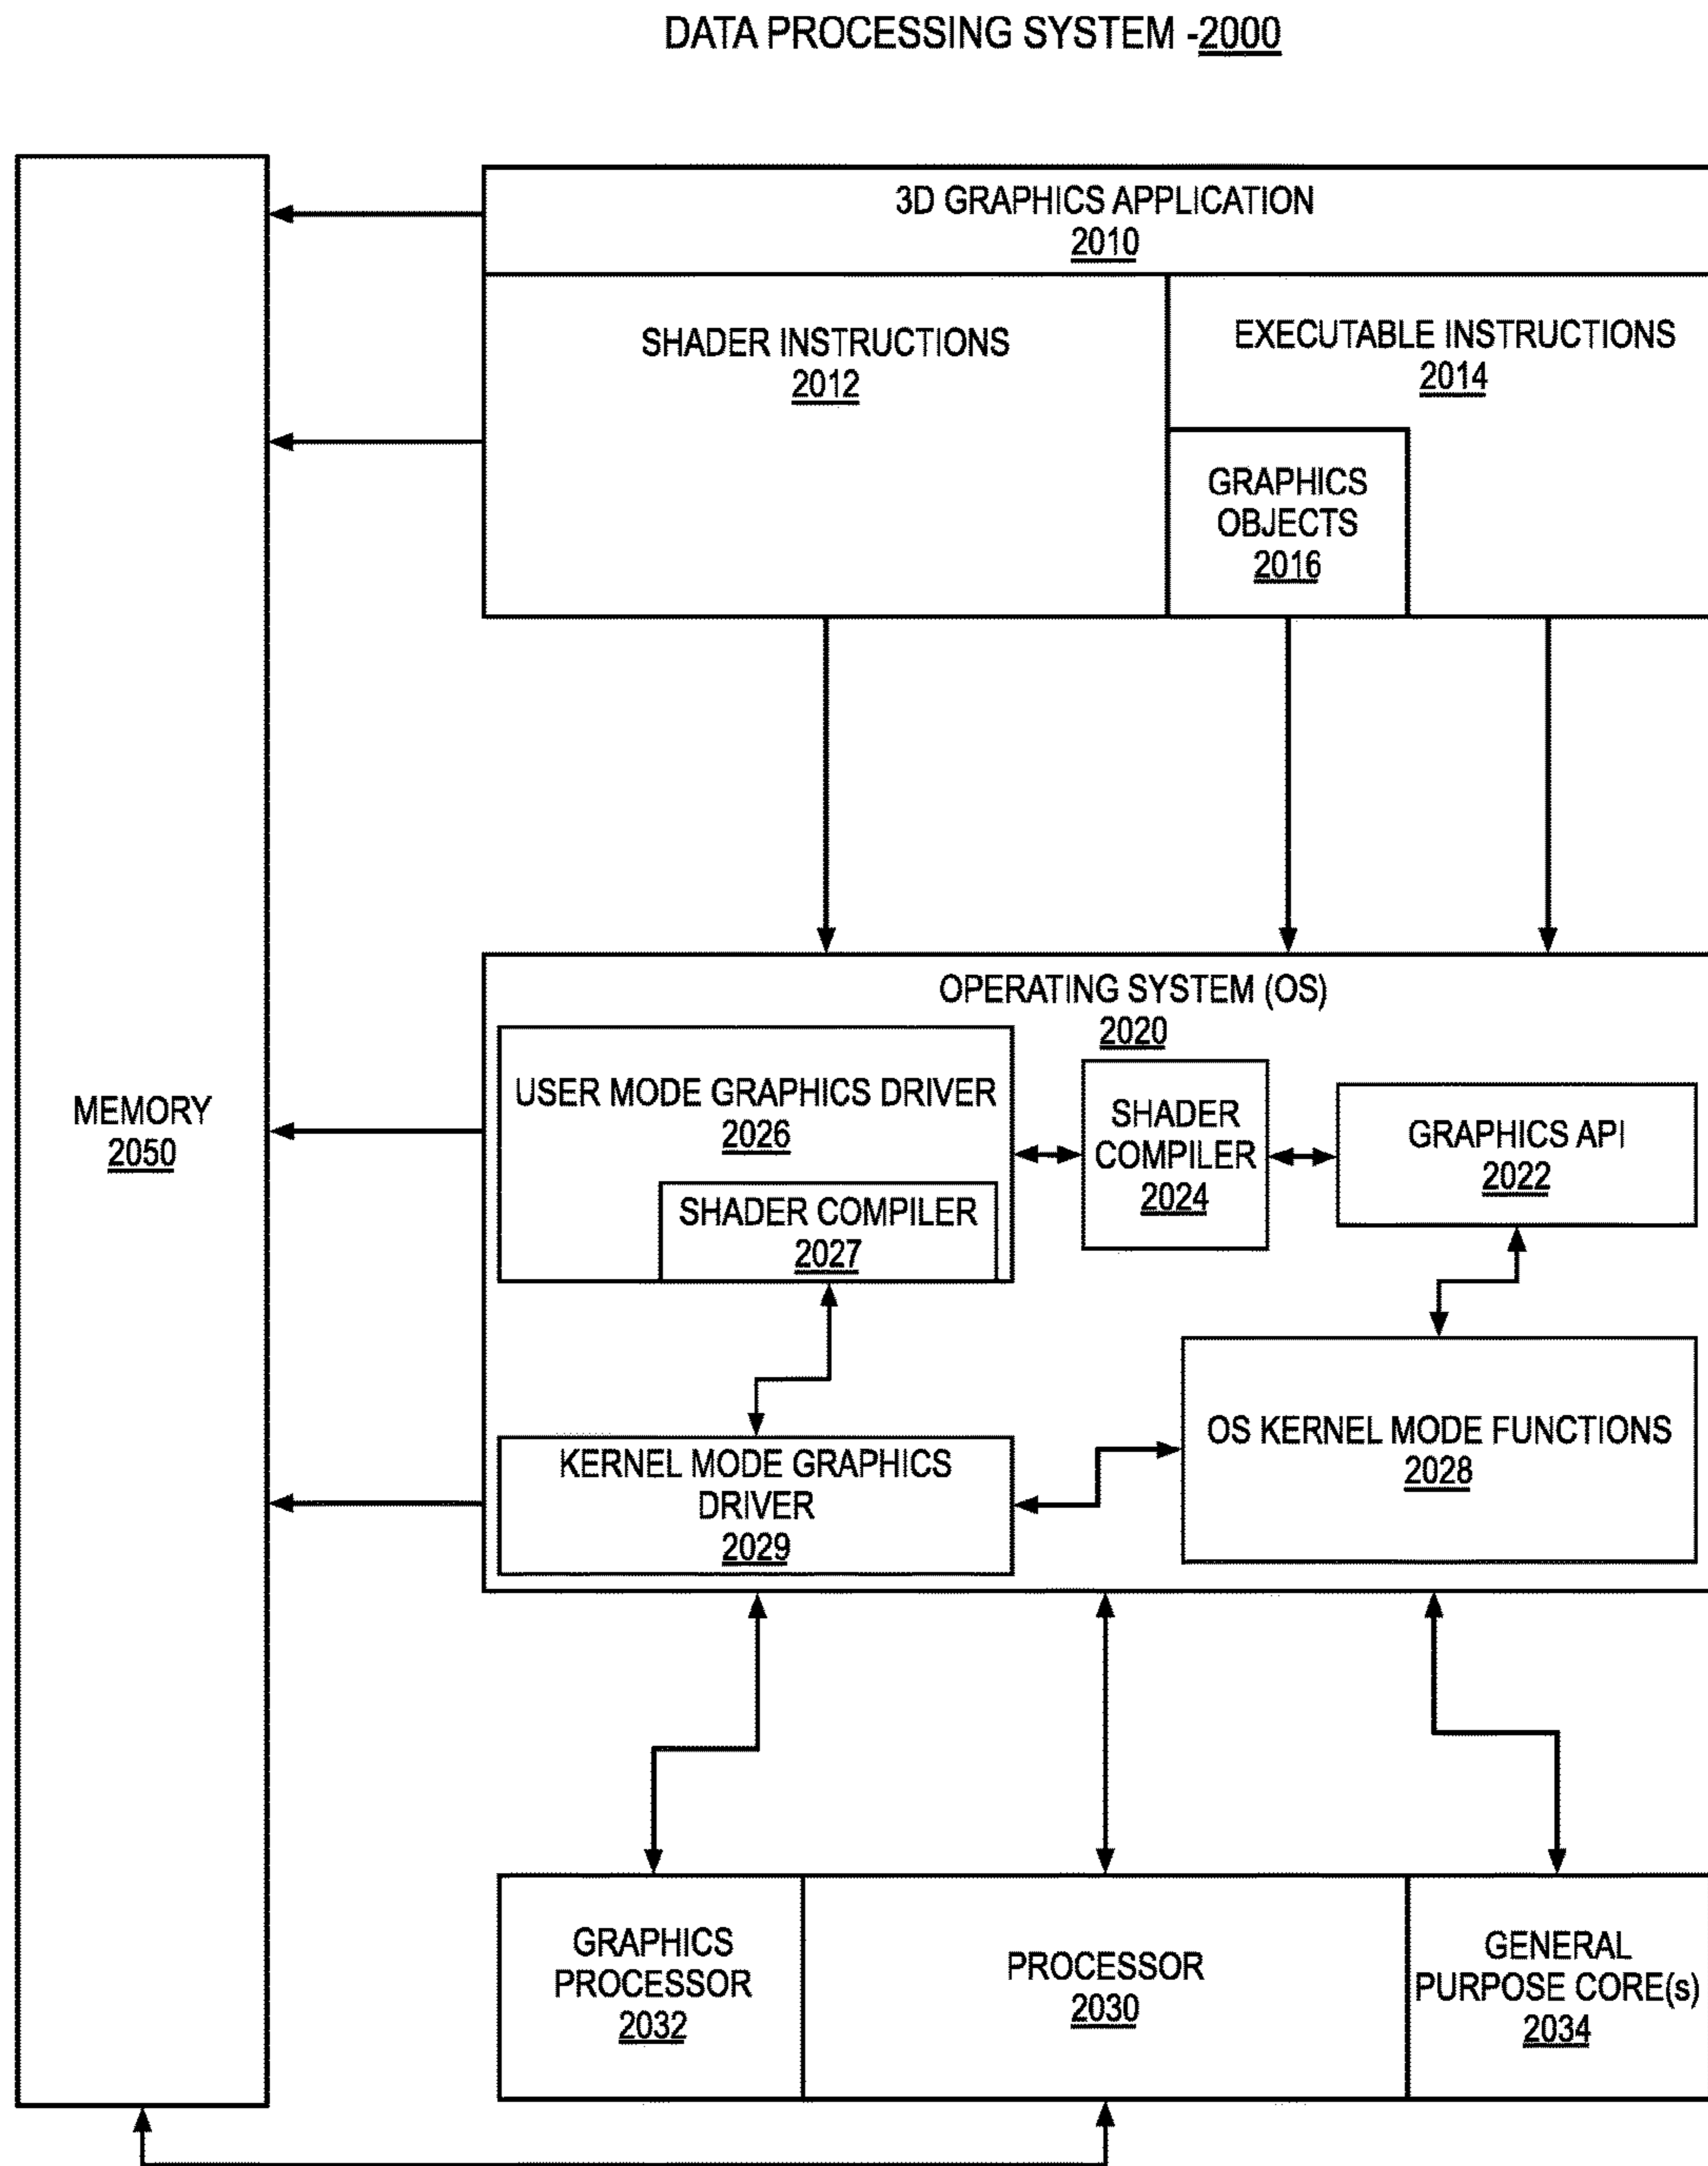 DATA PROCESSING SYSTEM -2000
3D GRAPHICS APPLICATION
2010
SHADER INSTRUCTIONS
2012
EXECUTABLE INSTRUCTIONS
2014
GRAPHICS
OBJECTS
2016
OPERATING SYSTEM (OS)
2020
USER MODE GRAPHICS DRIVER
2026
SHADER COMPILER
2027
SHADER
COMPILER
2024
GRAPHICS API
2022
MEMORY
2050
KERNEL MODE GRAPHICS
DRIVER
2029
OS KERNEL MODE FUNCTIONS
2028
GRAPHICS
PROCESSOR
2032
PROCESSOR
2030
GENERAL
PURPOSE CORE(s)
2034